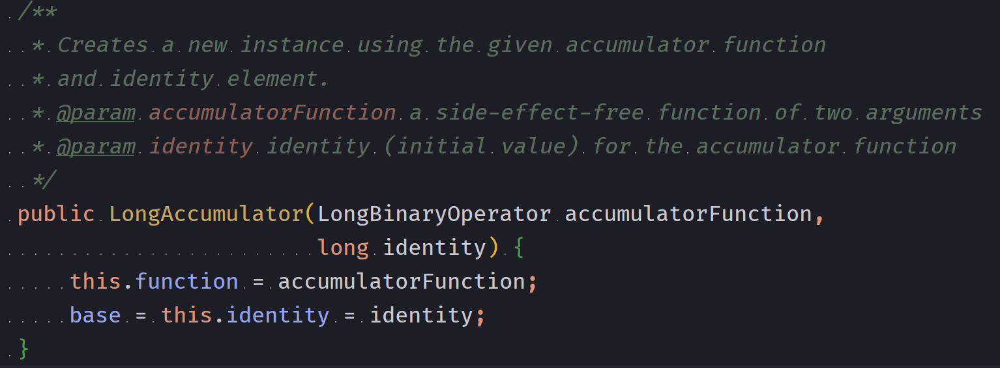 /**
 * Creates a new instance using the given accumulator function
 * and identity element.
 * @param accumulatorFunction a side-effect-free function of two arguments
 * @param identity identity (initial value) for the accumulator function
 */
public LongAccumulator(LongBinaryOperator accumulatorFunction,
                       long identity) {
    this.function = accumulatorFunction;
    base = this.identity = identity;
}